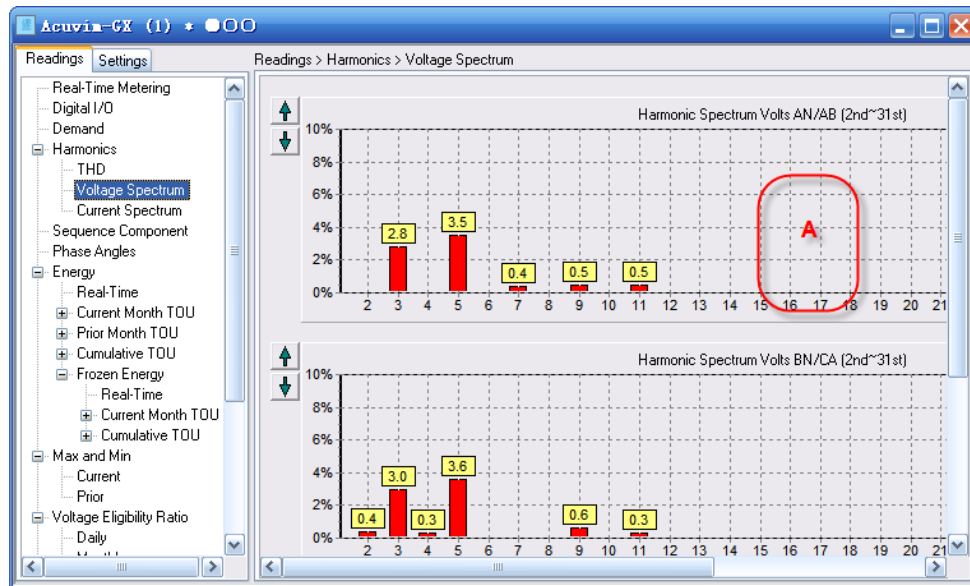 Acuvim-GX (1) *
Readings Settings
Readings > Harmonics > Voltage Spectrum
Real-Time Metering
Digital I/O
Demand
Harmonics
THD
Voltage Spectrum
Current Spectrum
Sequence Component
Phase Angles
Energy
Real-Time
Current Month TOU
Prior Month TOU
Cumulative TOU
Frozen Energy
Real-Time
Current Month TOU
Cumulative TOU
Max and Min
Current
Prior
Voltage Eligibility Ratio
Daily
Harmonic Spectrum Volts AN/AB (2nd~31st)
10%
8%
6%
4%
2%
0%
2.8
3.5
0.4
0.5
0.5
A
2 3 4 5 6 7 8 9 10 11 12 13 14 15 16 17 18 19 20 21
Harmonic Spectrum Volts BN/CA (2nd~31st)
10%
8%
6%
4%
2%
0%
0.4
3.0
0.3
3.6
0.6
0.3
2 3 4 5 6 7 8 9 10 11 12 13 14 15 16 17 18 19 20 21